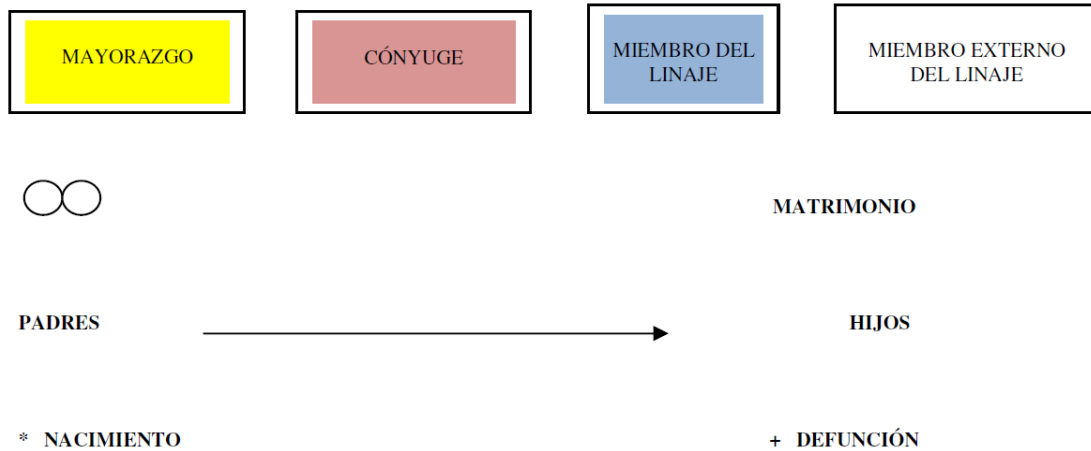 MAYORAZGO
CÓNYUGE
MIEMBRO DEL
LINAJE
MIEMBRO EXTERNO
DEL LINAJE
MATRIMONIO
PADRES
HIJOS
* NACIMIENTO
+ DEFUNCIÓN